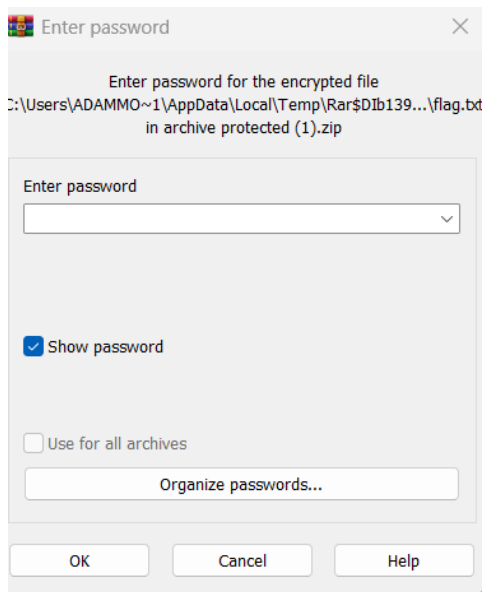 Enter password
Enter password for the encrypted file
C:\Users\ADAMMO~1\AppData\Local\Temp\Rar$DIb139...\flag.txt
in archive protected (1).zip
Enter password
Show password
Use for all archives
Organize passwords...
OK Cancel Help